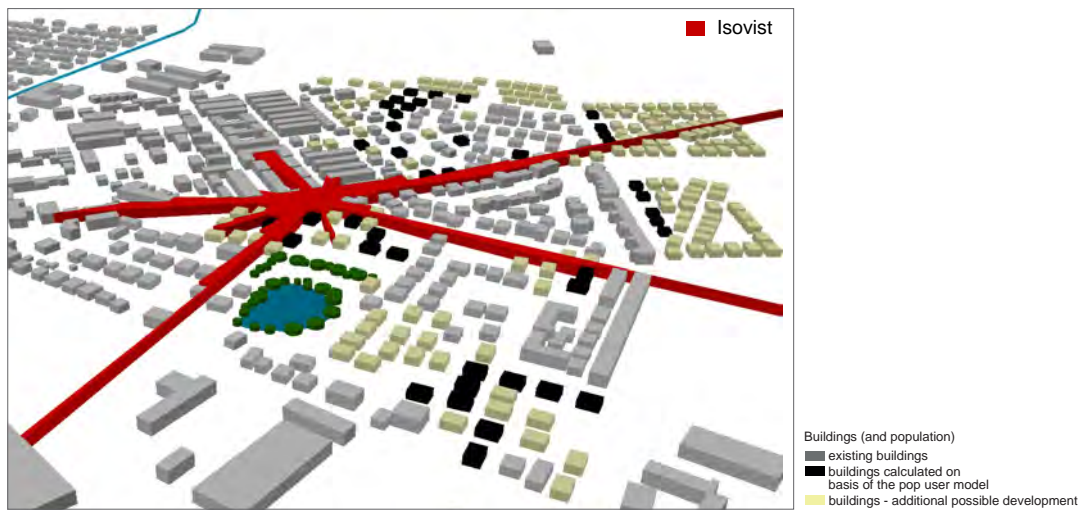 Isovist
Buildings (and population)
existing buildings
buildings calculated on
basis of the pop user model
buildings - additional possible development